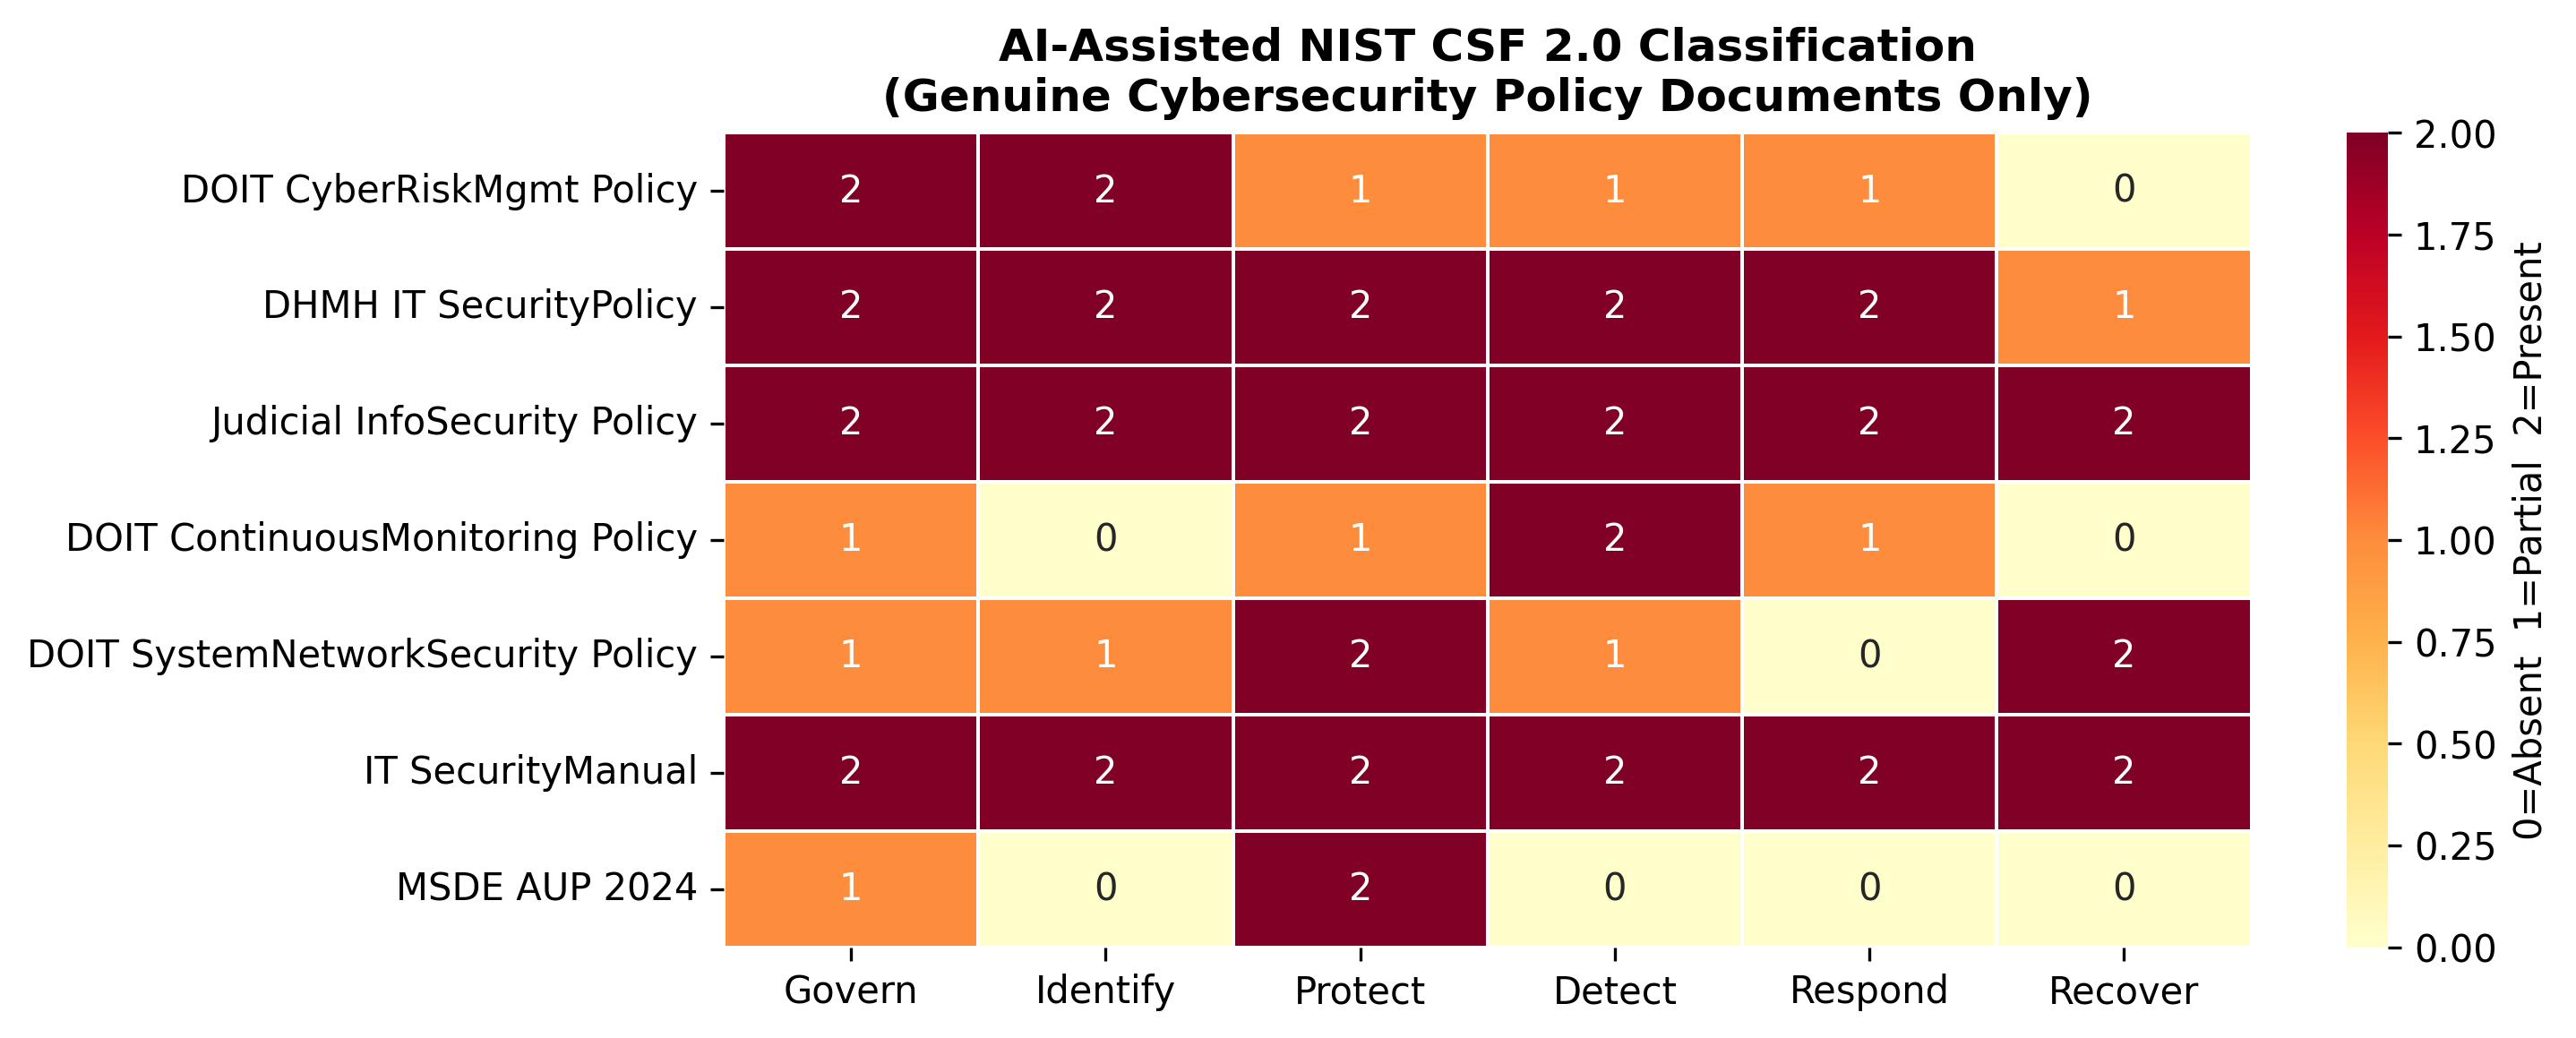 AI-Assisted NIST CSF 2.0 Classification
(Genuine Cybersecurity Policy Documents Only)
DOIT CyberRiskMgmt Policy 2 2 1 1 1 0
DHMH IT SecurityPolicy 2 2 2 2 2 1
Judicial InfoSecurity Policy 2 2 2 2 2 2
DOIT ContinuousMonitoring Policy 1 0 1 2 1 0
DOIT SystemNetworkSecurity Policy 1 1 2 1 0 2
IT SecurityManual 2 2 2 2 2 2
MSDE AUP 2024 1 0 2 0 0 0
Govern Identify Protect Detect Respond Recover
2.00
1.75
1.50
1.25
1.00
0.75
0.50
0.25
0.00
0=Absent 1=Partial 2=Present